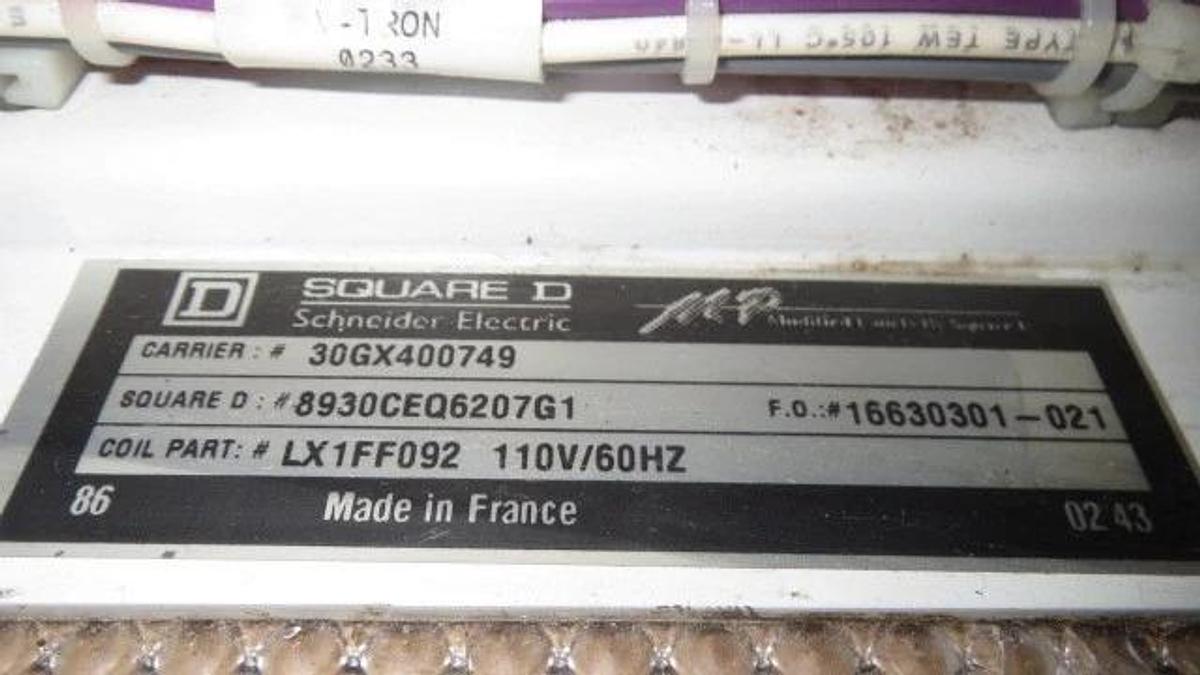 -TRON
0233
TYPE TEW 105°C
D
SQUARE D
Schneider Electric
MP
CARRIER : # 30GX400749
SQUARE D : # 8930CEQ6207G1 F.O.:# 16630301-021
COIL PART: # LX1FF092 110V/60HZ
86 Made in France 02 43